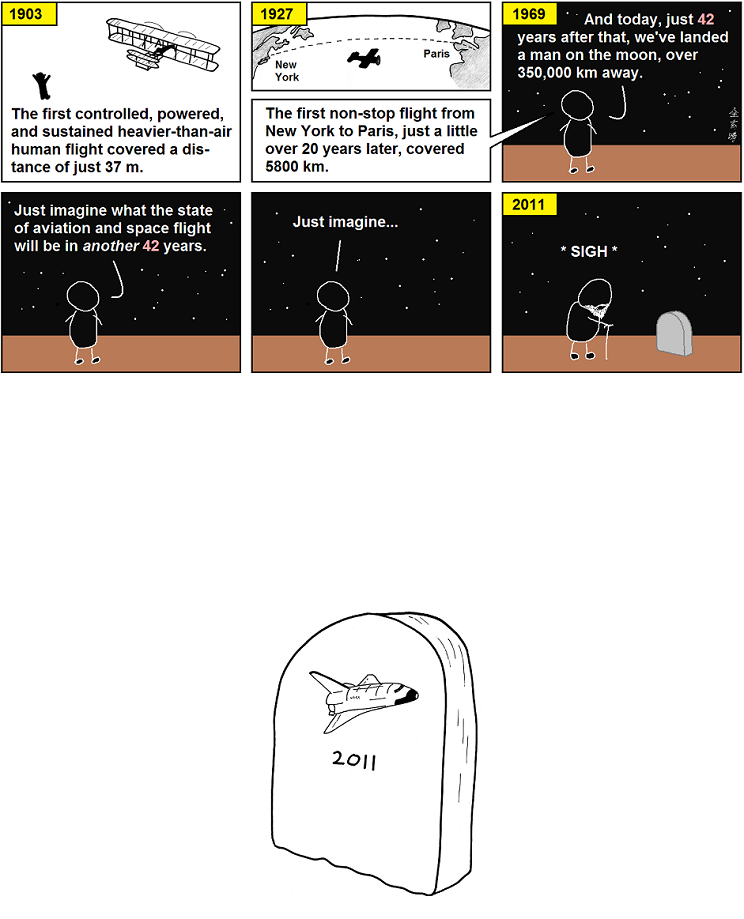 1903
The first controlled, powered,
and sustained heavier-than-air
human flight covered a dis-
tance of just 37 m.
1927
New
York
Paris
The first non-stop flight from
New York to Paris, just a little
over 20 years later, covered
5800 km.
1969
And today, just 42
years after that, we've landed
a man on the moon, over
350,000 km away.
Just imagine what the state
of aviation and space flight
will be in another 42 years.
Just imagine...
2011
* SIGH *
2011